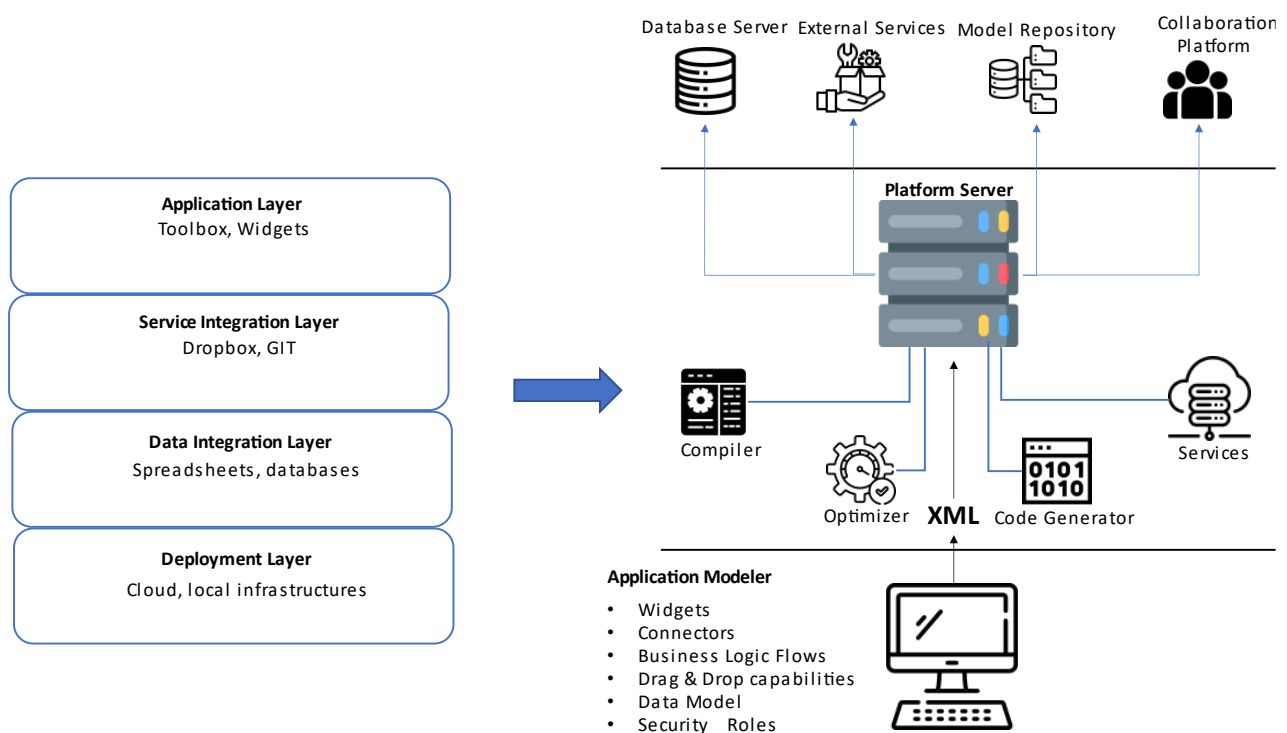 Application Layer
Toolbox, Widgets
Service Integration Layer
Dropbox, GIT
Data Integration Layer
Spreadsheets, databases
Deployment Layer
Cloud, local infrastructures
Database Server
External Services
Model Repository
Collaboration
Platform
Platform Server
Compiler
Optimizer
XML
0101
1010
Code Generator
Services
Application Modeler
• Widgets
• Connectors
• Business Logic Flows
• Drag & Drop capabilities
• Data Model
• Security Roles